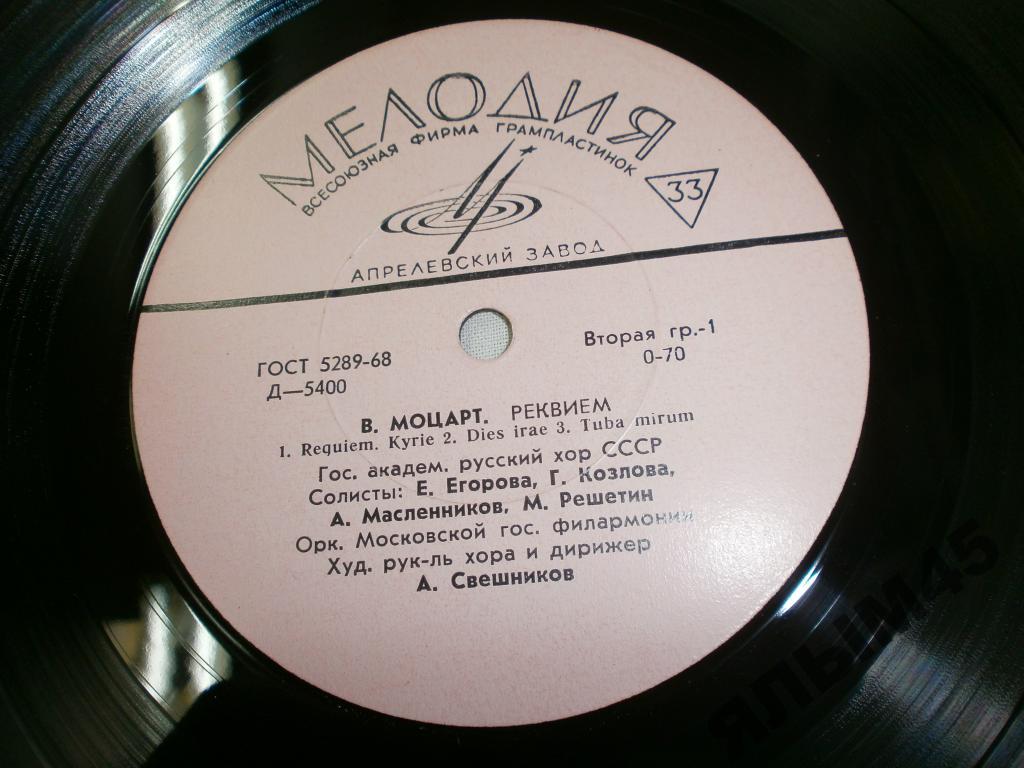 МЕЛОДИЯ
ВСЕСОЮЗНАЯ ФИРМА ГРАМПЛАСТИНОК
33
АПРЕЛЕВСКИЙ ЗАВОД
ГОСТ 5289-68
Д—5400
Вторая гр.-1
0-70
В. МОЦАРТ. РЕКВИЕМ
1. Requiem. Kyrie 2. Dies irae 3. Tuba mirum
Гос. академ. русский хор СССР
Солисты: Е. Егорова, Г. Козлова,
А. Масленников, М. Решетин
Орк. Московской гос. филармонии
Худ. рук-ль хора и дирижер
А. Свешников
ЯЛЫМ45